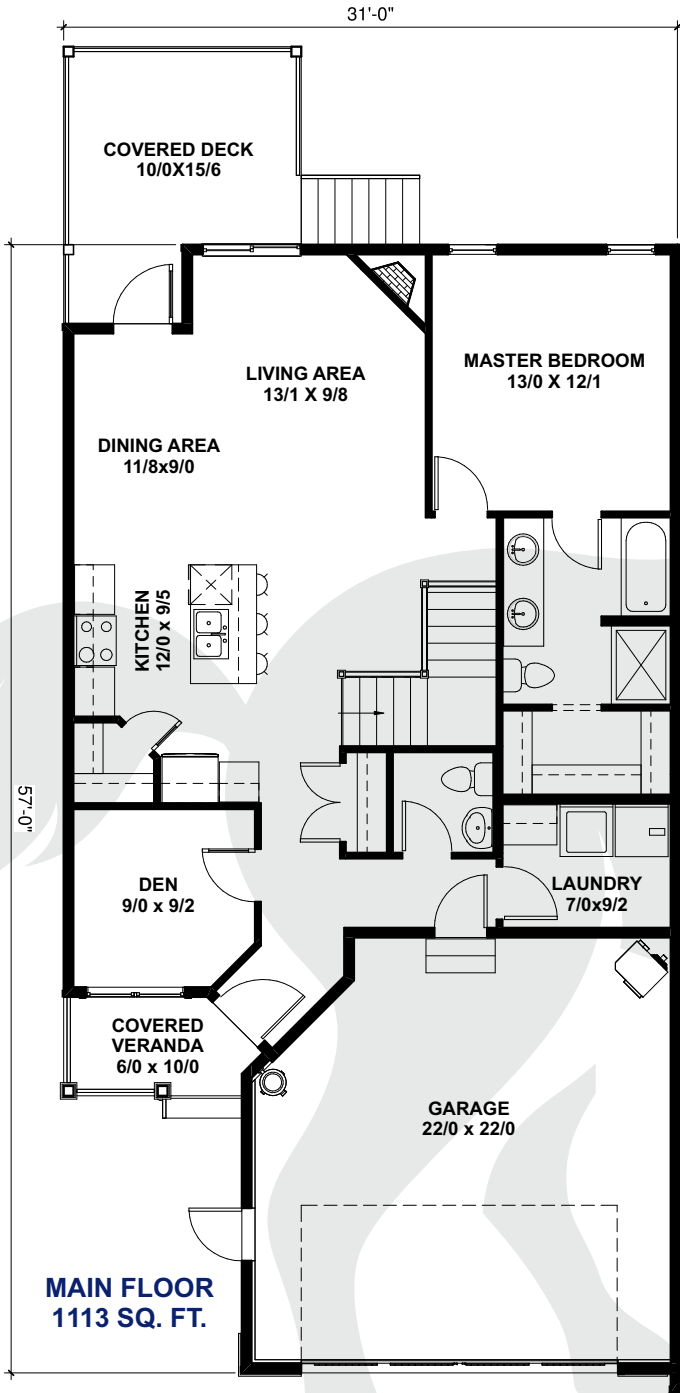 31'-0"
COVERED DECK
10/0X15/6
LIVING AREA
13/1 X 9/8
MASTER BEDROOM
13/0 X 12/1
DINING AREA
11/8x9/0
KITCHEN
12/0 x 9/5
57'-0"
DEN
9/0 x 9/2
LAUNDRY
7/0x9/2
COVERED
VERANDA
6/0 x 10/0
GARAGE
22/0 x 22/0
MAIN FLOOR
1113 SQ. FT.